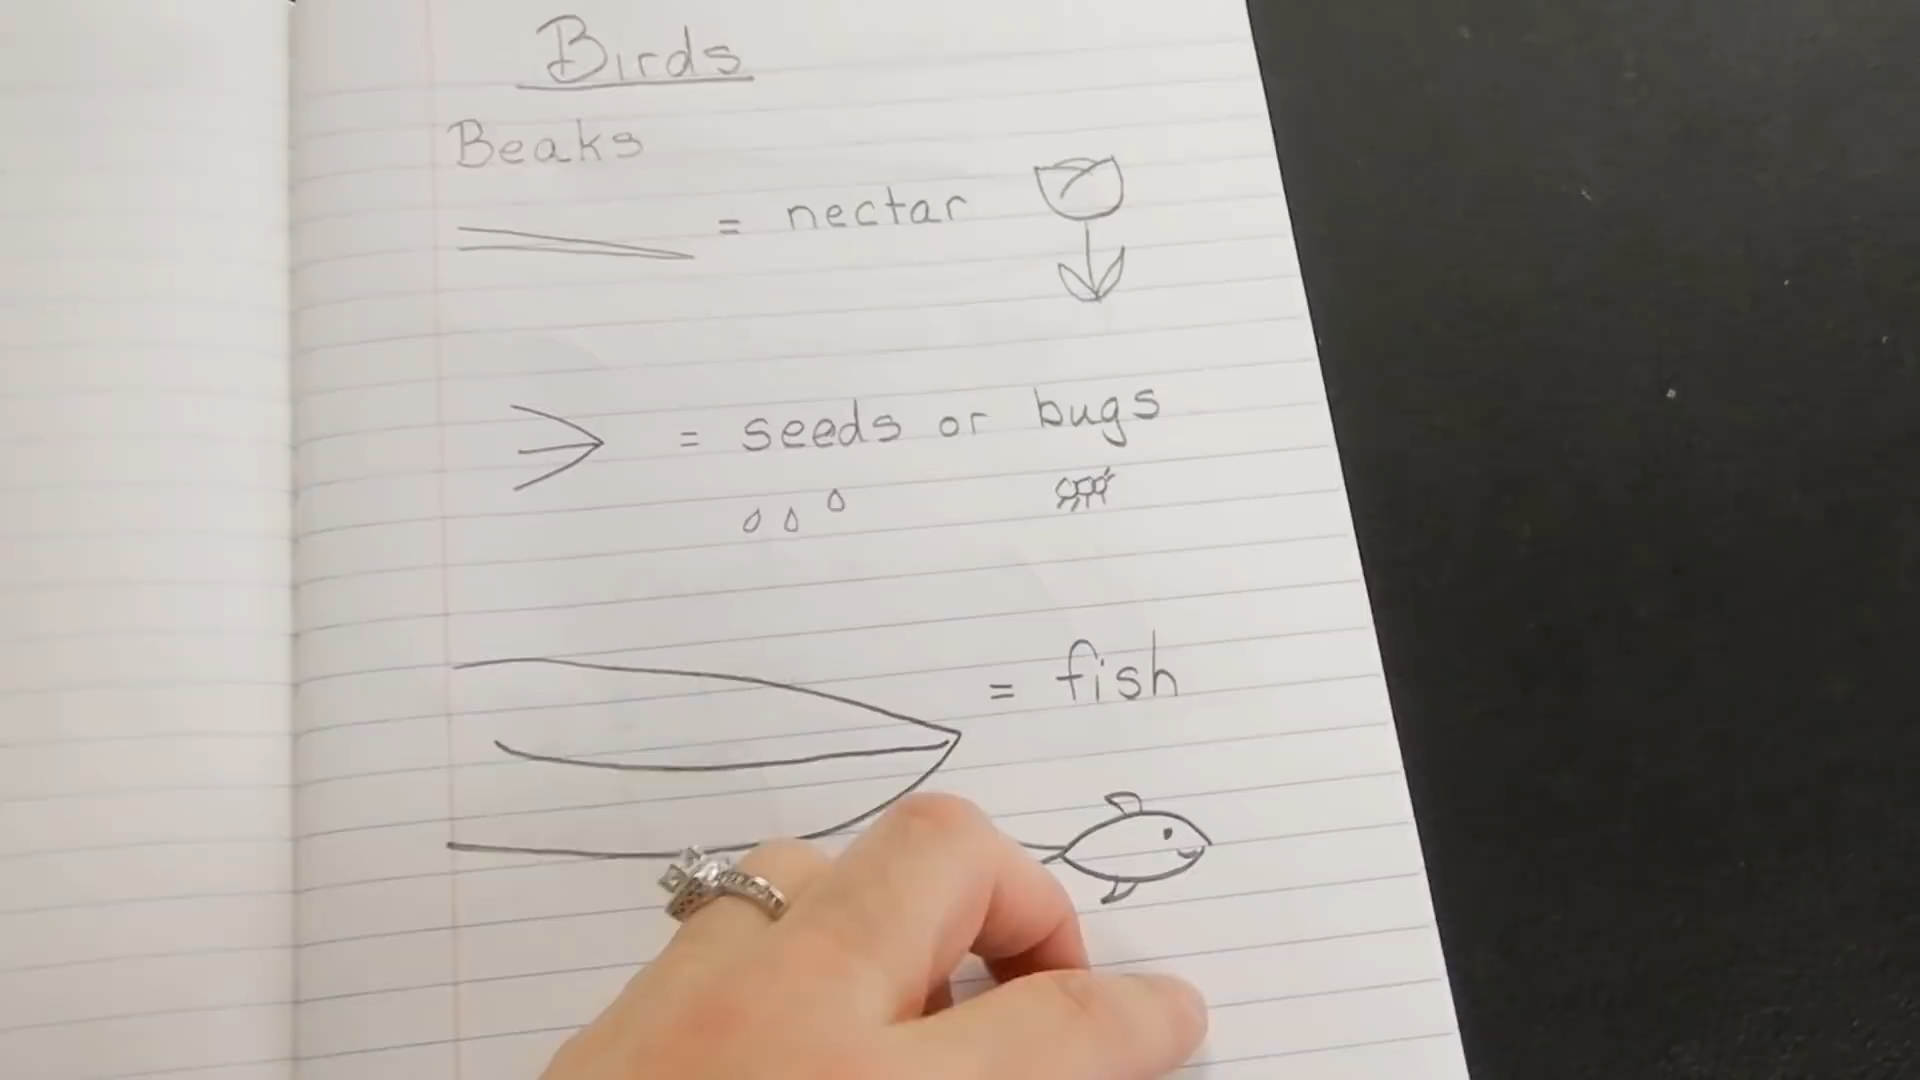 Birds
Beaks
= nectar
= seeds or bugs
= fish